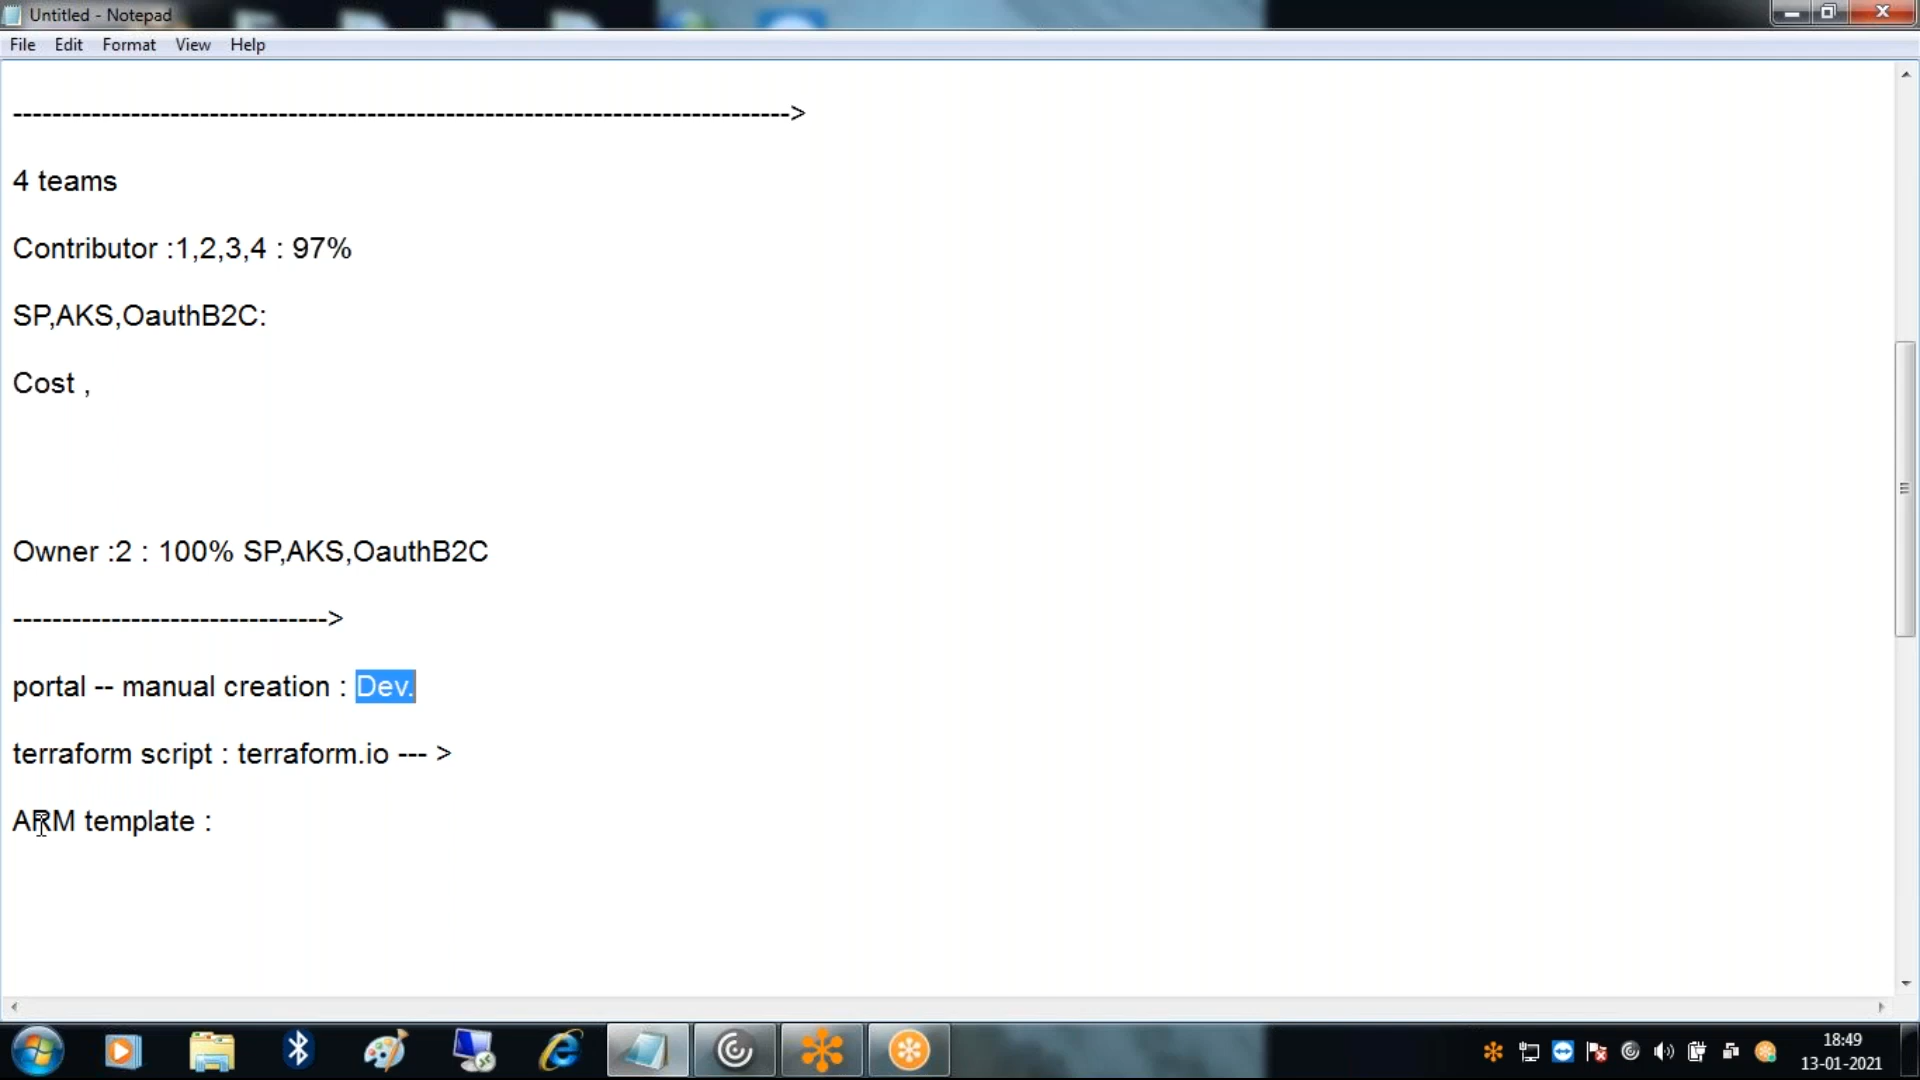 Untitled - Notepad
File Edit Format View Help
------------------------------------------------------------------------------->
4 teams
Contributor :1,2,3,4 : 97%
SP,AKS,OauthB2C:
Cost ,
Owner :2 : 100% SP,AKS,OauthB2C
-------------------------------->
portal -- manual creation : Dev.
terraform script : terraform.io --- >
ARM template :
18:49
13-01-2021